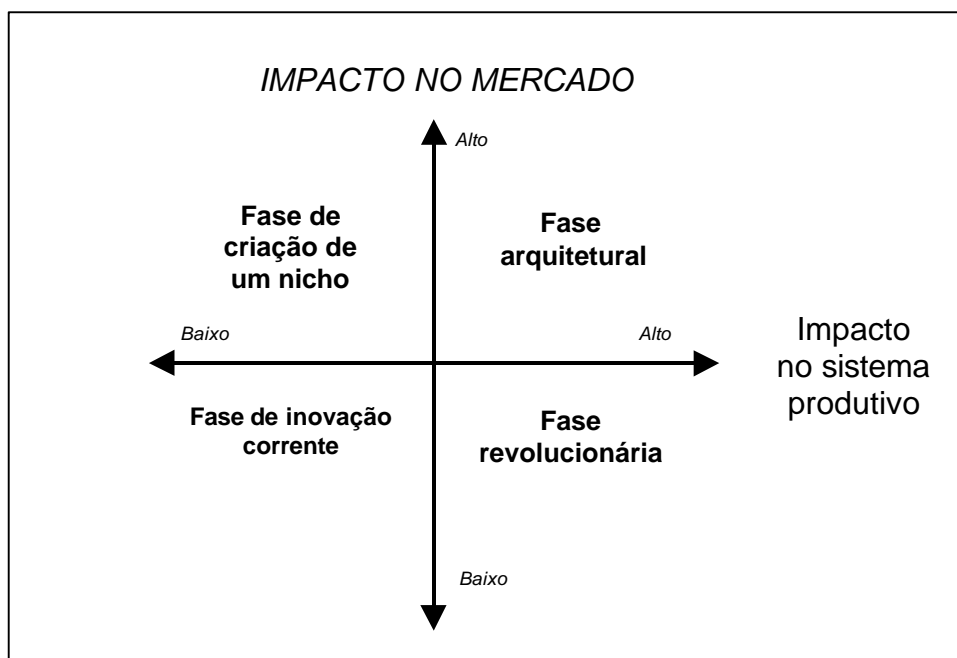 IMPACTO NO MERCADO
Alto
Fase de
criação de
um nicho
Fase
arquitetural
Baixo
Alto
Impacto
no sistema
produtivo
Fase de inovação
corrente
Fase
revolucionária
Baixo